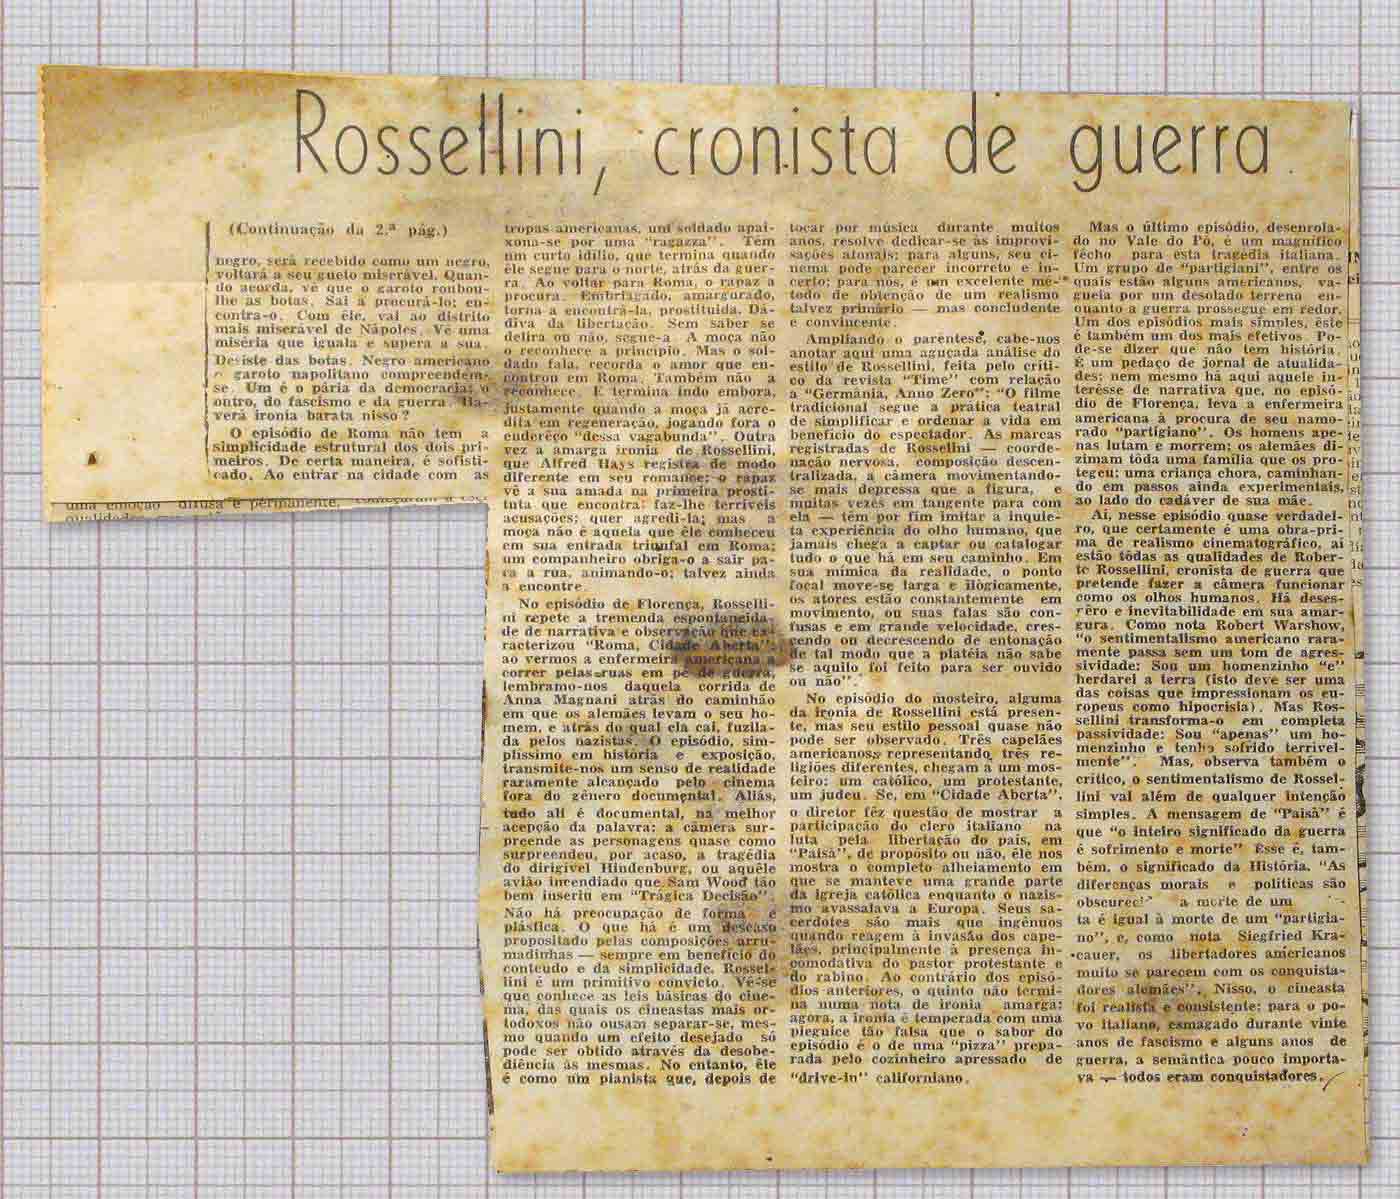 Rossellini, cronista de guerra
(Continuação da 2.ª pág.)
negro, será recebido como um negro,
voltará a seu gueto miserável. Quan-
do acorda, vê que o garoto roubou-
lhe as botas. Sai a procurá-lo; en-
contra-o. Com êle, vai ao distrito
mais miserável de Nápoles. Vê uma
miséria que iguala e supera a sua.
Desiste das botas. Negro americano
e garoto napolitano compreendem-
se. Um é o pária da democracia; o
outro, do fascismo e da guerra. Ha-
verá ironia barata nisso?
O episódio de Roma não tem a
simplicidade estrutural dos dois pri-
meiros. De certa maneira, é sofisti-
cado. Ao entrar na cidade com as
uma emoção difusa e permanente,
tropas americanas, um soldado apai-
xona-se por uma "ragazza". Têm
um curto idílio, que termina quando
êle segue para o norte, atrás da guer-
ra. Ao voltar para Roma, o rapaz a
procura. Embriagado, amargurado,
torna a encontrá-la, prostituída. Dá-
diva da libertação. Sem saber se
delira ou não, segue-a. A moça não
o reconhece a princípio. Mas o sol-
dado fala, recorda o amor que en-
controu em Roma. Também não a
reconhece. E termina indo embora,
justamente quando a moça já acre-
dita em regeneração, jogando fora o
endereço "dessa vagabunda". Outra
vez a amarga ironia de Rossellini,
que Alfred Hays registra de modo
diferente em seu romance: o rapaz
vê a sua amada na primeira prosti-
tuta que encontra; faz-lhe terríveis
acusações; quer agredi-la; mas a
moça não é aquela que êle conheceu
em sua entrada triunfal em Roma;
um companheiro obriga-o a sair pa-
ra a rua, animando-o; talvez ainda
a encontre.
No episódio de Florença, Rosselli-
ni repete a tremenda espontaneida-
de de narrativa e observação que ca-
racterizou "Roma, Cidade Aberta";
ao vermos a enfermeira americana a
correr pelas ruas em pé de guerra,
lembramo-nos daquela corrida de
Anna Magnani atrás do caminhão
em que os alemães levam o seu ho-
mem, e atrás do qual ela cai, fuzila-
da pelos nazistas. O episódio, sim-
plíssimo em história e exposição,
transmite-nos um senso de realidade
raramente alcançado pelo cinema
fora do gênero documental. Aliás,
tudo ali é documental, na melhor
acepção da palavra: a câmera sur-
preende as personagens quase como
surpreendeu, por acaso, a tragédia
do dirigível Hindenburg, ou aquêle
avião incendiado que Sam Wood tão
bem inseriu em "Trágica Decisão".
Não há preocupação de forma e
plástica. O que há é um descaso
propositado pelas composições arru-
madinhas — sempre em benefício do
conteúdo e da simplicidade. Rossel-
lini é um primitivo convicto. Vê-se
que conhece as leis básicas do cine-
ma, das quais os cineastas mais or-
todoxos não ousam separar-se, mes-
mo quando um efeito desejado só
pode ser obtido através da desobe-
diência às mesmas. No entanto, êle
é como um pianista que, depois de
tocar por música durante muitos
anos, resolve dedicar-se às improvi-
sações atonais: para alguns, seu ci-
nema pode parecer incorreto e in-
certo; para nós, é um excelente mé-
todo de obtenção de um realismo
talvez primário — mas concludente
e convincente.
Ampliando o parêntese, cabe-nos
anotar aqui uma aguçada análise do
estilo de Rossellini, feita pelo críti-
co da revista "Time" com relação
a "Germânia, Anno Zero": "O filme
tradicional segue a prática teatral
de simplificar e ordenar a vida em
benefício do espectador. As marcas
registradas de Rosselini — coorde-
nação nervosa, composição descen-
tralizada, a câmera movimentando-
se mais depressa que a figura, e
muitas vezes em tangente para com
ela — têm por fim imitar a inquie-
ta experiência do olho humano, que
jamais chega a captar ou catalogar
tudo o que há em seu caminho. Em
sua mímica da realidade, o ponto
focal move-se larga e ilògicamente,
os atores estão constantemente em
movimento, ou suas falas são con-
fusas e em grande velocidade, cres-
cendo ou decrescendo de entonação
de tal modo que a platéia não sabe
se aquilo foi feito para ser ouvido
ou não".
No episódio do mosteiro, alguma
da ironia de Rossellini está presen-
te, mas seu estilo pessoal quase não
pode ser observado. Três capelães
americanos, representando três re-
ligiões diferentes, chegam a um mos-
teiro: um católico, um protestante,
um judeu. Se, em "Cidade Aberta",
o diretor fêz questão de mostrar a
participação do clero italiano na
luta pela libertação do país, em
"Paisà", de propósito ou não, êle nos
mostra o completo alheiamento em
que se manteve uma grande parte
da igreja católica enquanto o nazis-
mo avassalava a Europa. Seus sa-
cerdotes são mais que ingênuos
quando reagem à invasão dos cape-
lães, principalmente à presença in-
comodativa do pastor protestante e
do rabino. Ao contrário dos episó-
dios anteriores, o quinto não termi-
na numa nota de ironia amarga;
agora, a ironia é temperada com uma
pieguice tão falsa que o sabor do
episódio é o de uma "pizza" prepa-
rada pelo cozinheiro apressado de
"drive-in" californiano.
Mas o último episódio, desenrola-
do no Vale do Pó, é um magnífico
fêcho para esta tragédia italiana.
Um grupo de "partigiani", entre os
quais estão alguns americanos, va-
gueia por um desolado terreno en-
quanto a guerra prossegue em redor.
Um dos episódios mais simples, êste
é também um dos mais efetivos. Po-
de-se dizer que não tem história.
É um pedaço de jornal de atualida-
des; nem mesmo há aqui aquele in-
terêsse de narrativa que, no episó-
dio de Florença, leva a enfermeira
americana à procura de seu namo-
rado "partigiano". Os homens ape-
nas lutam e morrem; os alemães di-
zimam tôda uma família que os pro-
tegeu; uma criança chora, caminhan-
do em passos ainda experimentais,
ao lado do cadáver de sua mãe.
Aí, nesse episódio quase verdadei-
ro, que certamente é uma obra-pri-
ma de realismo cinematográfico, aí
estão tôdas as qualidades de Rober-
to Rossellini, cronista de guerra que
pretende fazer a câmera funcionar
como os olhos humanos. Há deses-
pêro e inevitabilidade em sua amar-
gura. Como nota Robert Warshow,
"o sentimentalismo americano rara-
mente passa sem um tom de agres-
sividade: Sou um homenzinho "e"
herdarei a terra (isto deve ser uma
das coisas que impressionam os eu-
ropeus como hipocrisia). Mas Ros-
sellini transforma-o em completa
passividade: Sou "apenas" um ho-
menzinho e tenho sofrido terrivel-
mente". Mas, observa também o
crítico, o sentimentalismo de Rossel-
lini vai além de qualquer intenção
simples. A mensagem de "Paisà" é
que "o inteiro significado da guerra
é sofrimento e morte" Esse é, tam-
bém, o significado da História. "As
diferenças morais e políticas são
a morte de um
ta é igual à morte de um "partigia-
no", e, como nota Siegfried Kra-
cauer, os libertadores americanos
muito se parecem com os conquista-
dores alemães". Nisso, o cineasta
foi realista e consistente; para o po-
vo italiano, esmagado durante vinte
anos de fascismo e alguns anos de
guerra, a semântica pouco importa-
va — todos eram conquistadores.